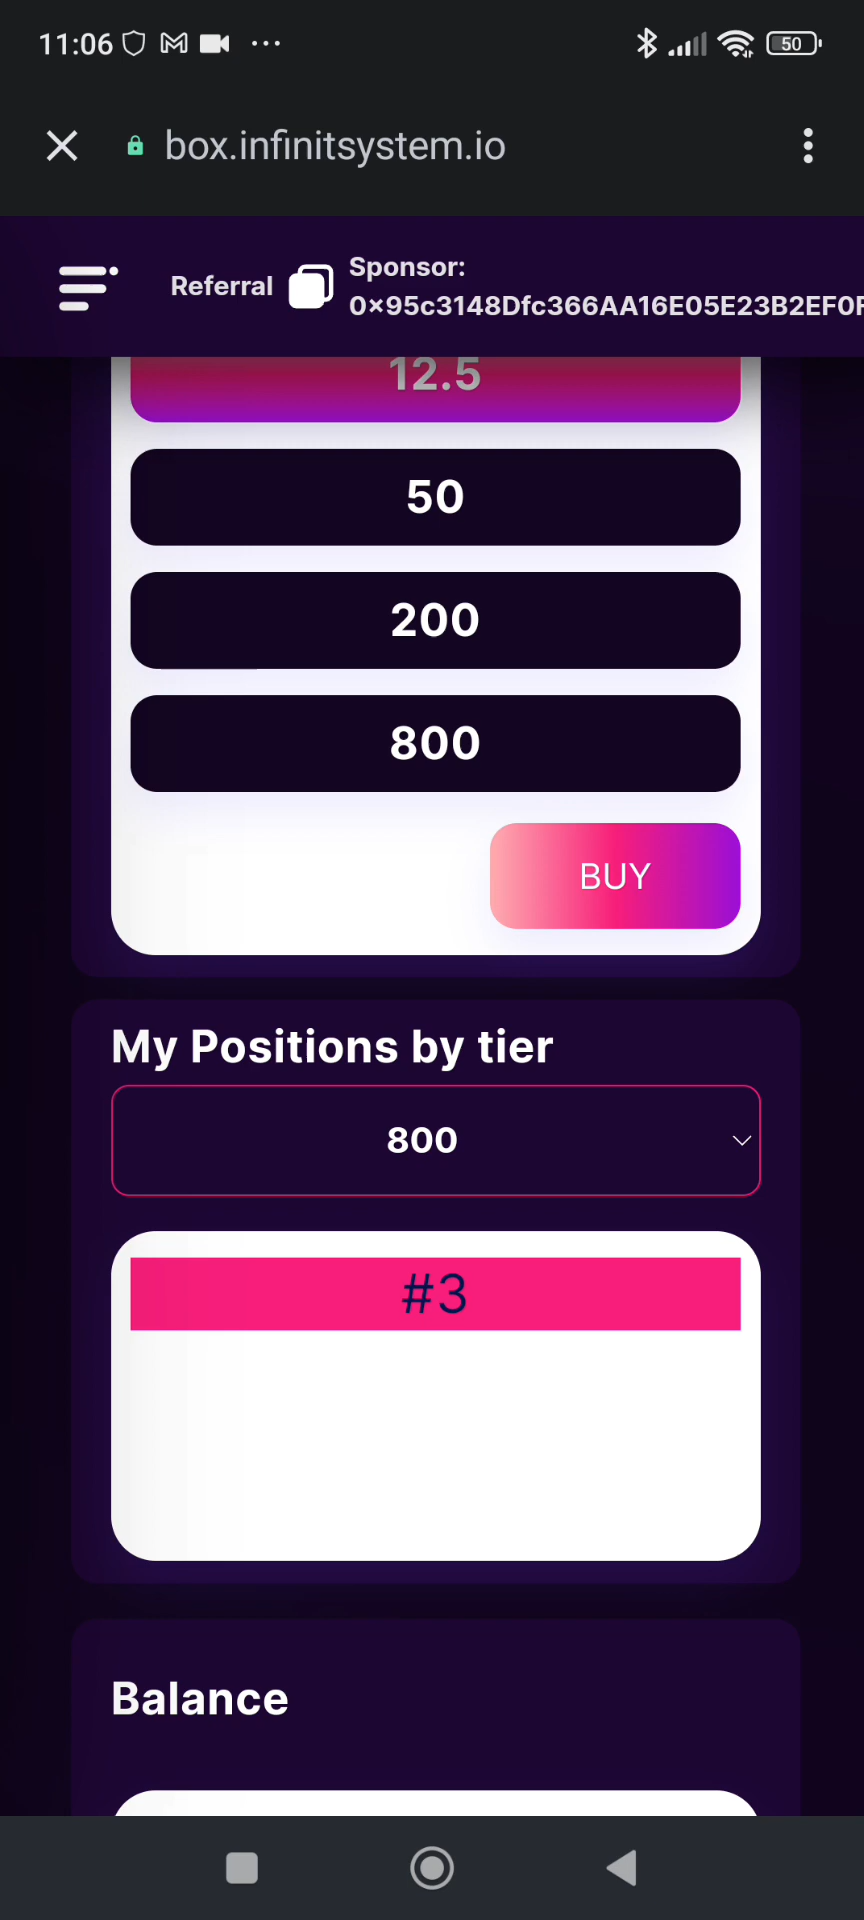 11:06
50
box.infinitsystem.io
Referral
Sponsor:
0x95c3148Dfc366AA16E05E23B2EF0
12.5
50
200
800
BUY
My Positions by tier
800
#3
Balance